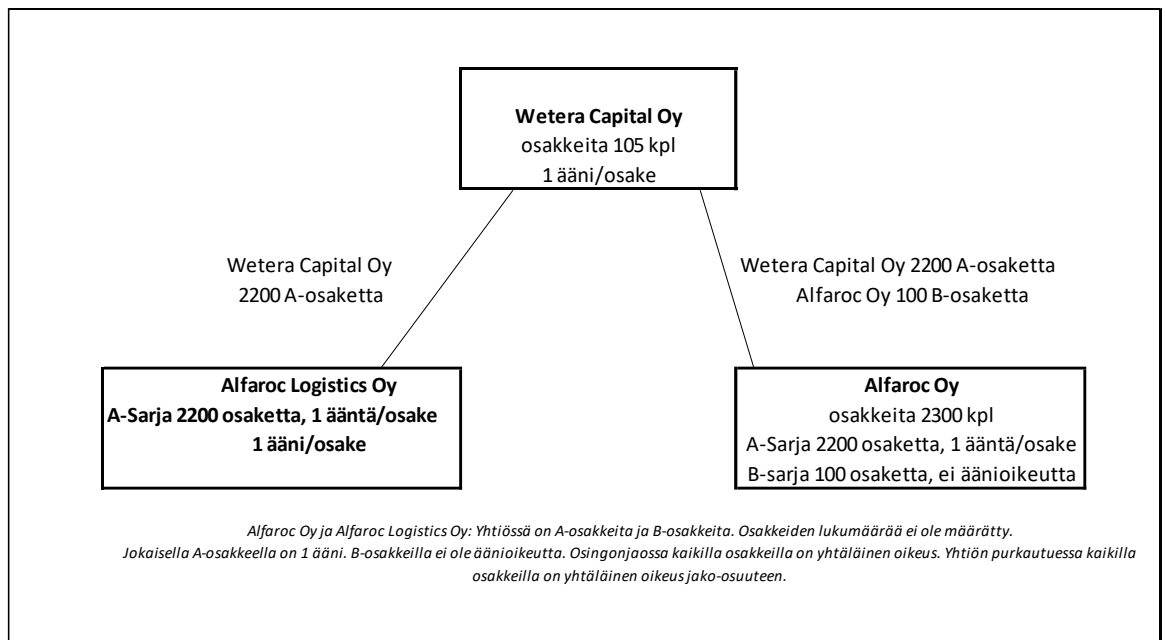 Wetera Capital Oy
osakkeita 105 kpl
1 ääni/osake
Wetera Capital Oy
2200 A-osaketta
Wetera Capital Oy 2200 A-osaketta
Alfaroc Oy 100 B-osaketta
Alfaroc Logistics Oy
A-Sarja 2200 osaketta, 1 ääntä/osake
1 ääni/osake
Alfaroc Oy
osakkeita 2300 kpl
A-Sarja 2200 osaketta, 1 ääntä/osake
B-sarja 100 osaketta, ei äänioikeutta
Alfaroc Oy ja Alfaroc Logistics Oy: Yhtiössä on A-osakkeita ja B-osakkeita. Osakkeiden lukumäärää ei ole määrätty.
Jokaisella A-osakkeella on 1 ääni. B-osakkeilla ei ole äänioikeutta. Osingonjaossa kaikilla osakkeilla on yhtäläinen oikeus. Yhtiön purkautuessa kaikilla
osakkeilla on yhtäläinen oikeus jako-osuuteen.